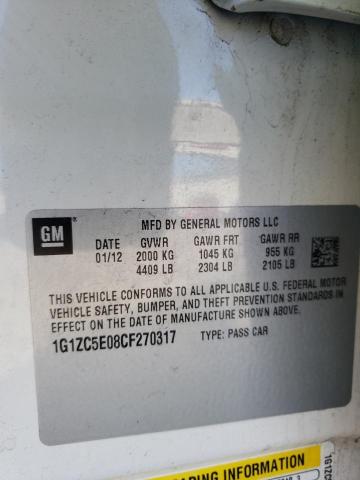 GM
MFD BY GENERAL MOTORS LLC
DATE GVWR GAWR FRT GAWR RR
01/12 2000 KG 1045 KG 955 KG
4409 LB 2304 LB 2105 LB
THIS VEHICLE CONFORMS TO ALL APPLICABLE U.S. FEDERAL MOTOR
VEHICLE SAFETY, BUMPER, AND THEFT PREVENTION STANDARDS IN
EFFECT ON THE DATE OF MANUFACTURE SHOWN ABOVE.
1G1ZC5E08CF270317 TYPE: PASS CAR
ADING INFORMATION
1G1ZC5